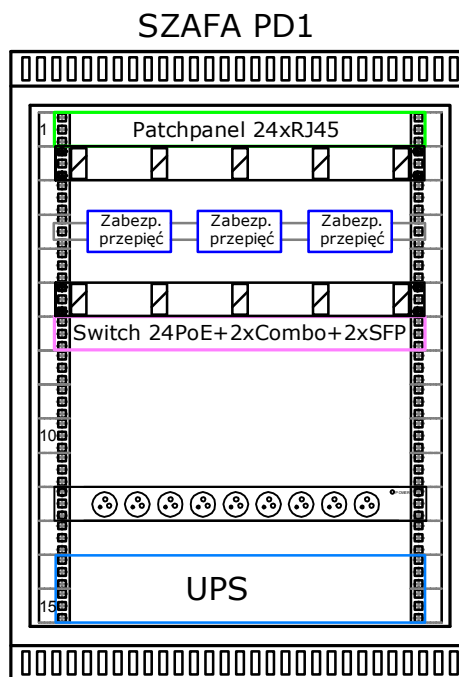 SZAFA PD1
1
Patchpanel 24xRJ45
Zabezp. przepięć
Zabezp. przepięć
Zabezp. przepięć
Switch 24PoE+2xCombo+2xSFP
10
UPS
15